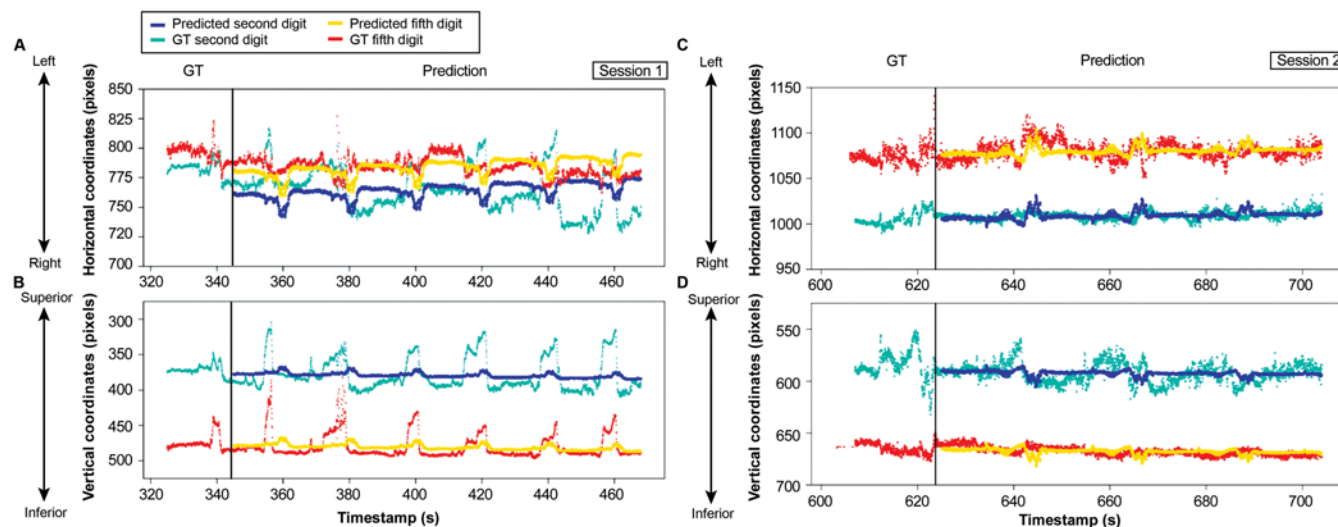 Predicted second digit
Predicted fifth digit
GT second digit
GT fifth digit
A
Left
Right
Horizontal coordinates (pixels)
GT
Prediction
Session 1
850
825
800
775
750
720
700
320
340
360
380
400
420
440
460
B
Superior
Inferior
Vertical coordinates (pixels)
300
350
400
450
500
320
340
360
380
400
420
440
460
Timestamp (s)
C
Left
Right
Horizontal coordinates (pixels)
GT
Prediction
Session 2
1150
1100
1050
1000
950
600
620
640
660
680
700
D
Superior
Inferior
Vertical coordinates (pixels)
550
600
650
700
600
620
640
660
680
700
Timestamp (s)